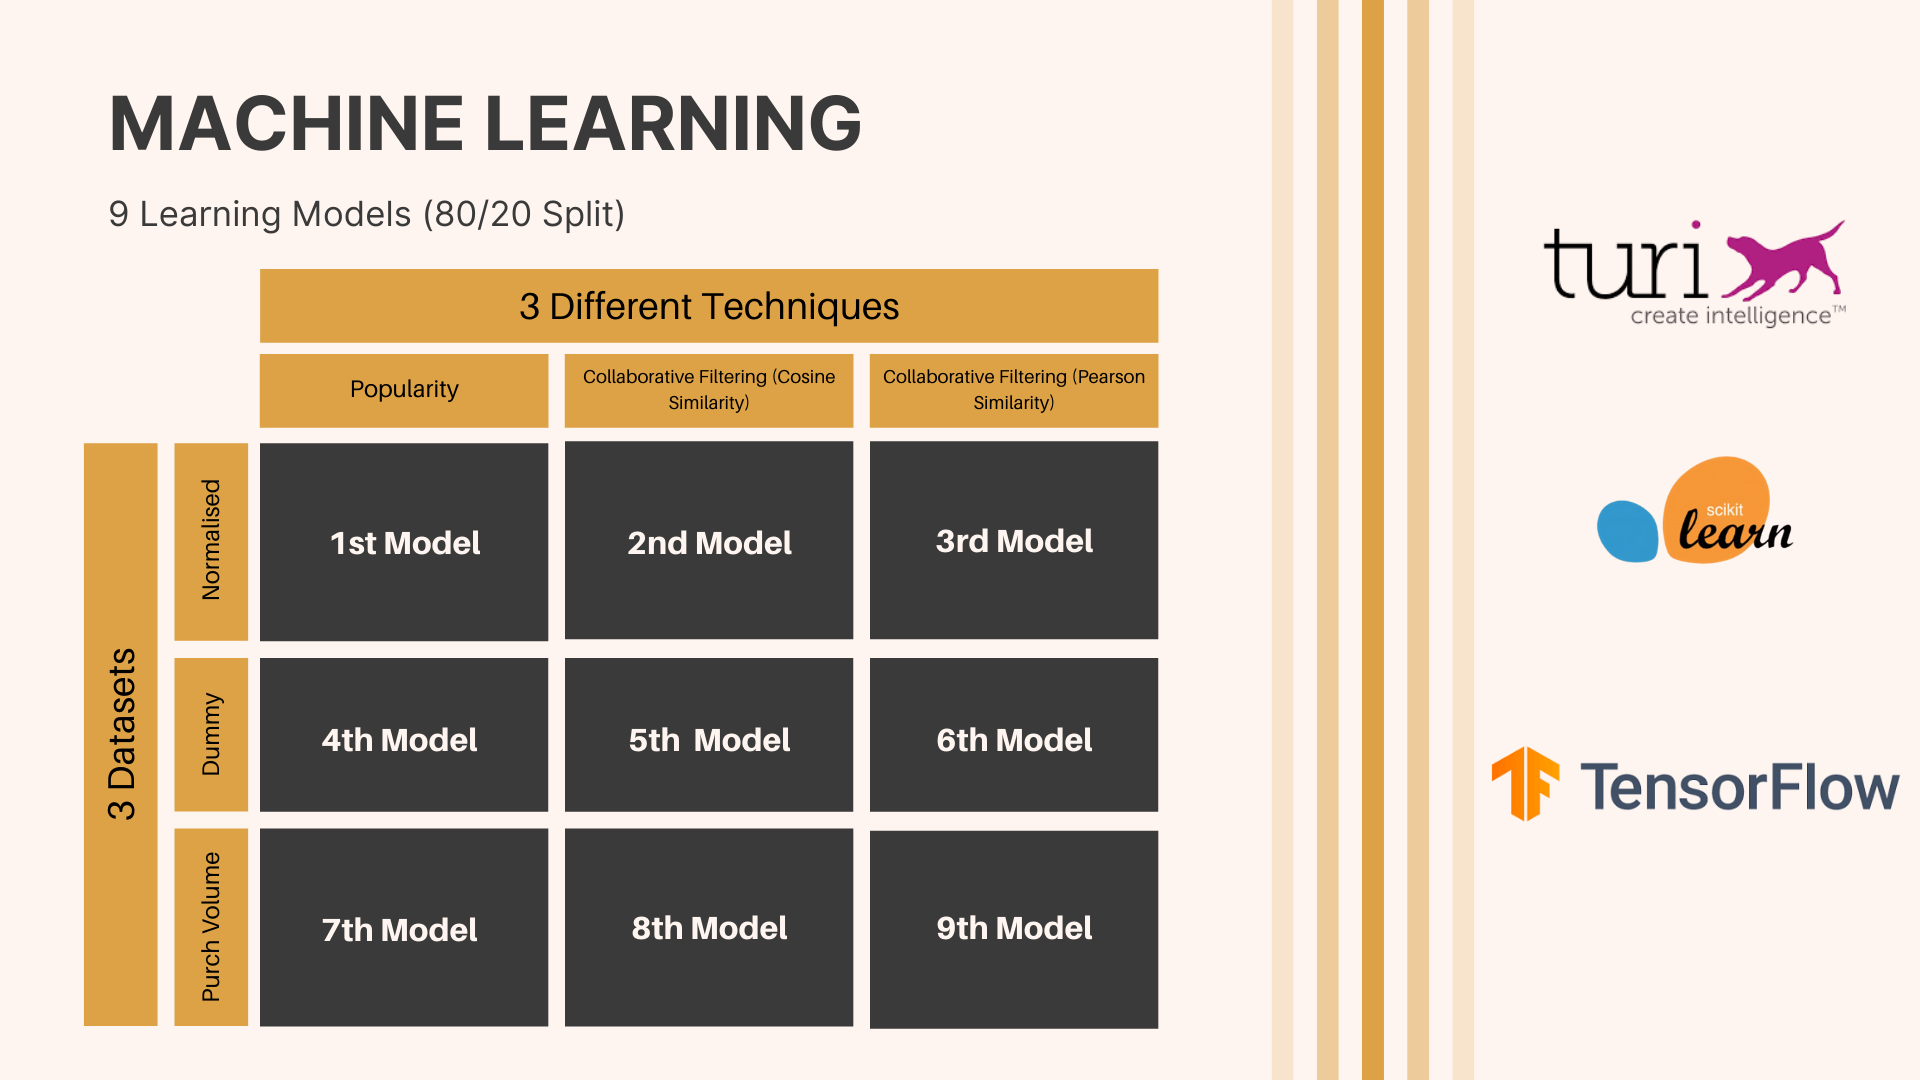 MACHINE LEARNING
9 Learning Models (80/20 Split)
3 Different Techniques
Popularity
Collaborative Filtering (Cosine
Similarity)
Collaborative Filtering (Pearson
Similarity)
3 Datasets
Normalised
1st Model
2nd Model
3rd Model
Dummy
4th Model
5th  Model
6th Model
Purch Volume
7th Model
8th Model
9th Model
turi
create intelligence™
scikit
learn
TensorFlow